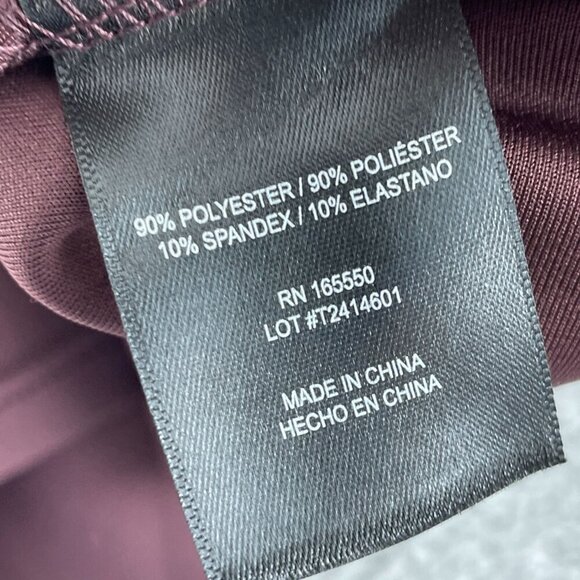 90% POLYESTER / 90% POLIÉSTER
10% SPANDEX / 10% ELASTANO
RN 165550
LOT #T2414601
MADE IN CHINA
HECHO EN CHINA